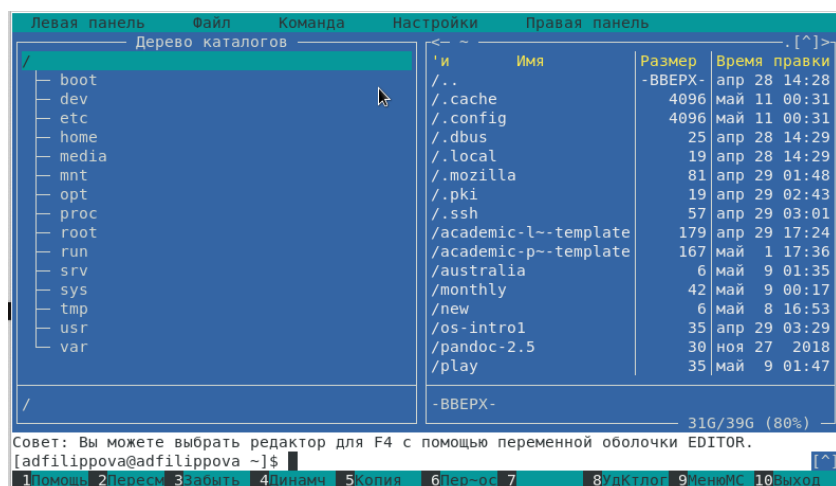 Левая панель Файл Команда Настройки Правая панель
Дерево каталогов
/
boot
dev
etc
home
media
mnt
opt
proc
root
run
srv
sys
tmp
usr
var
/
<— ~ .[^]>
'и Имя Размер Время правки
/.. -ВВЕРХ- апр 28 14:28
/.cache 4096 май 11 00:31
/.config 4096 май 11 00:31
/.dbus 25 апр 28 14:29
/.local 19 апр 28 14:29
/.mozilla 81 апр 29 01:48
/.pki 19 апр 29 02:43
/.ssh 57 апр 29 03:01
/academic-l~-template 179 апр 29 17:24
/academic-p~-template 167 май 1 17:36
/australia 6 май 9 01:35
/monthly 42 май 9 00:17
/new 6 май 8 16:53
/os-intro1 35 апр 29 03:29
/pandoc-2.5 30 ноя 27 2018
/play 35 май 9 01:47
-ВВЕРХ-
31G/39G (80%)
Совет: Вы можете выбрать редактор для F4 с помощью переменной оболочки EDITOR.
[adfilippova@adfilippova ~]$ [^]
1Помощь 2Пересм 3Забыть 4Динамч 5Копия 6Пер~ос 7 8УдКтлог 9МенюMC 10Выход